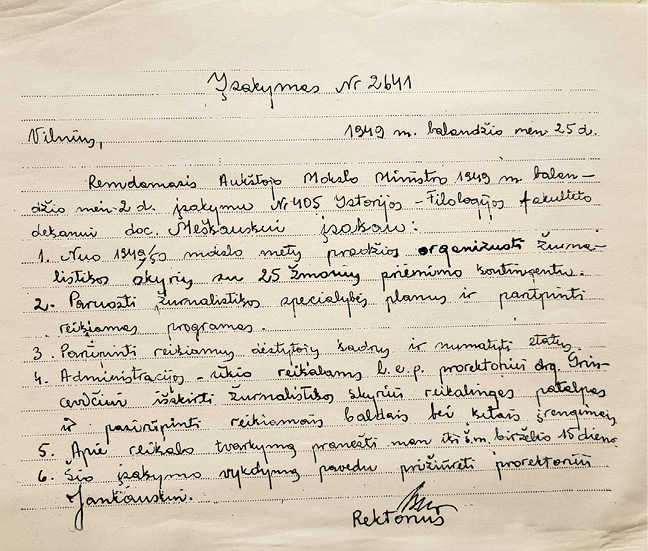 Įsakymas Nr 2641
Vilnius, 1949 m. balandžio mėn 25 d.
Remdamasis Aukštojo Mokslo Ministro 1949 m. balan-
džio mėn 2 d. įsakymu Nr 405 Istorijos - Filologijos fakulteto
dekanui doc. Meškauskui įsakau:
1. Nuo 1949/50 mokslo metų pradžios organizuoti žurna-
listikos skyrių su 25 žmonių priėmimo kontingentu.
2. Paruošti žurnalistikos specialybės planus ir parūpinti
reikiamas programas.
3. Parūpinti reikiamų dėstytojų kadrų ir numatyti etatus.
4. Administracijos - ūkio reikalams l.e.p. prorektoriui drg. Gris-
cevičiui išskirti žurnalistikos skyriui reikalingas patalpas
ir pasirūpinti reikiamais baldais bei kitais įrengimais
5. Apie reikalo tvarkymą pranešti man iki š.m. birželio 15 dieno
6. Šio įsakymo vykdymą pavedu prižiūrėti prorektoriui
Jankauskui.
Rektorius